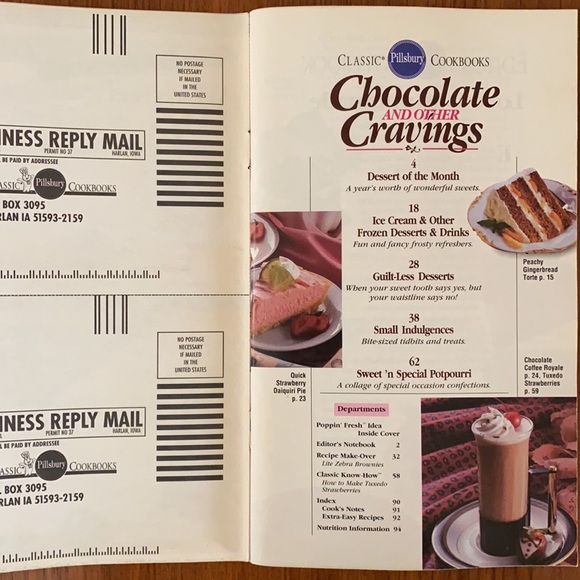 NO POSTAGE
NECESSARY
IF MAILED
IN THE
UNITED STATES
REPLY MAIL
PERMIT NO 37 HARLAN, IOWA
BE PAID BY ADDRESSEE
Pillsbury COOKBOOKS
BOX 3095
IA 51593-2159
NO POSTAGE
NECESSARY
IF MAILED
IN THE
UNITED STATES
REPLY MAIL
PERMIT NO 37 HARLAN, IOWA
BE PAID BY ADDRESSEE
Pillsbury COOKBOOKS
BOX 3095
IA 51593-2159
CLASSIC® Pillsbury COOKBOOKS
Chocolate
AND OTHER
Cravings
4
Dessert of the Month
A year's worth of wonderful sweets.
18
Ice Cream & Other
Frozen Desserts & Drinks
Fun and fancy frosty refreshers.
28
Guilt-Less Desserts
When your sweet tooth says yes, but
your waistline says no!
38
Small Indulgences
Bite-sized tidbits and treats.
62
Sweet 'n Special Potpourri
A collage of special occasion confections.
Peachy
Gingerbread
Torte p. 15
Quick
Strawberry
Daiquiri Pie
p. 23
Chocolate
Coffee Royale
p. 24, Tuxedo
Strawberries
p. 59
Departments
Poppin' Fresh™ Idea
Inside Cover
Editor's Notebook 2
Recipe Make-Over 32
Lite Zebra Brownies
Classic Know-How™ 58
How to Make Tuxedo
Strawberries
Index 90
Cook's Notes 91
Extra-Easy Recipes 92
Nutrition Information 94